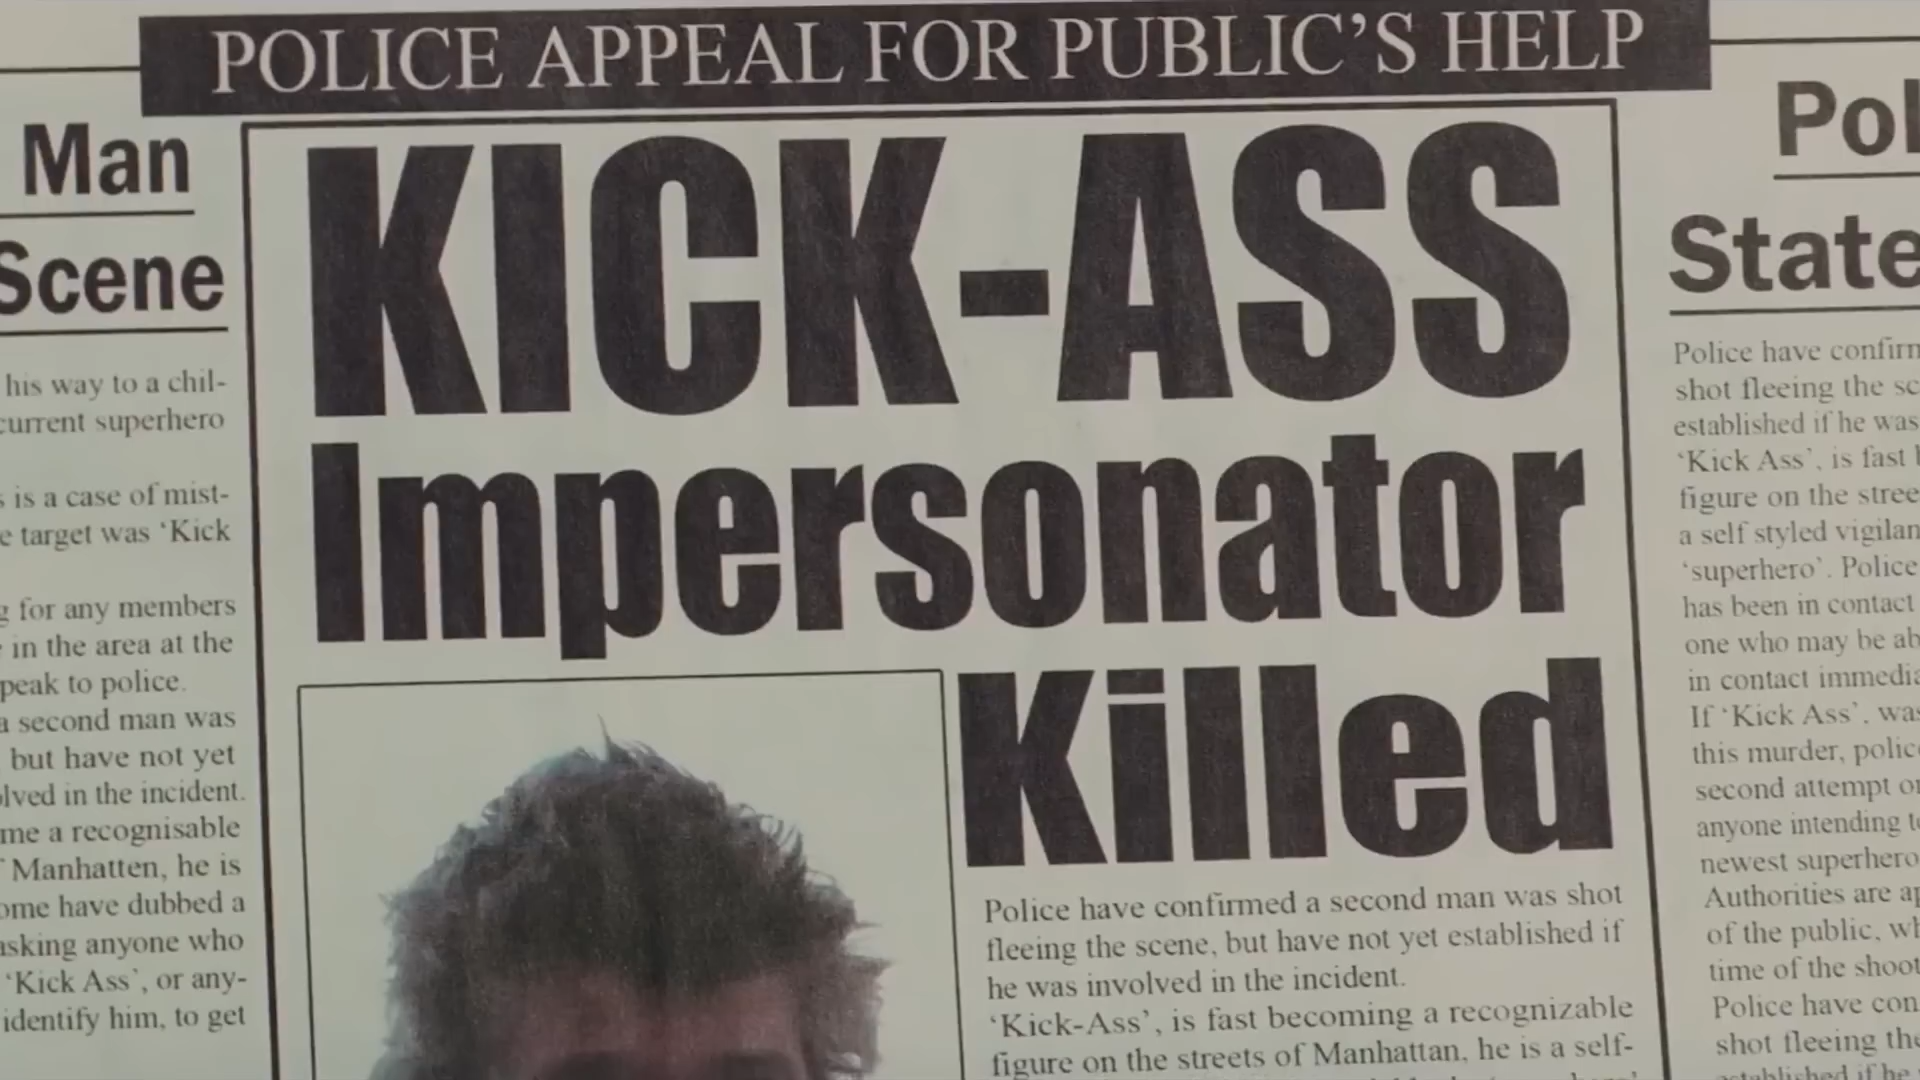 POLICE APPEAL FOR PUBLIC'S HELP
Man
Scene
his way to a chil-
current superhero
is a case of mist-
target was ‘Kick
for any members
in the area at the
peak to police.
a second man was
but have not yet
lved in the incident.
me a recognisable
Manhatten, he is
ome have dubbed a
asking anyone who
‘Kick Ass’, or any-
identify him, to get
KICK-ASS
Impersonator
Killed
Police have confirmed a second man was shot
fleeing the scene, but have not yet established if
he was involved in the incident.
‘Kick-Ass’, is fast becoming a recognizable
figure on the streets of Manhattan, he is a self-
Pol
State
Police have confirm
shot fleeing the sc
established if he was
‘Kick Ass’, is fast
figure on the stree
a self styled vigilan
‘superhero’. Police
has been in contact
one who may be ab
in contact immedia
If ‘Kick Ass’, was
this murder, police
second attempt o
anyone intending t
newest superhero
Authorities are ap
of the public, wh
time of the shoot
Police have con
shot fleeing the
established if he